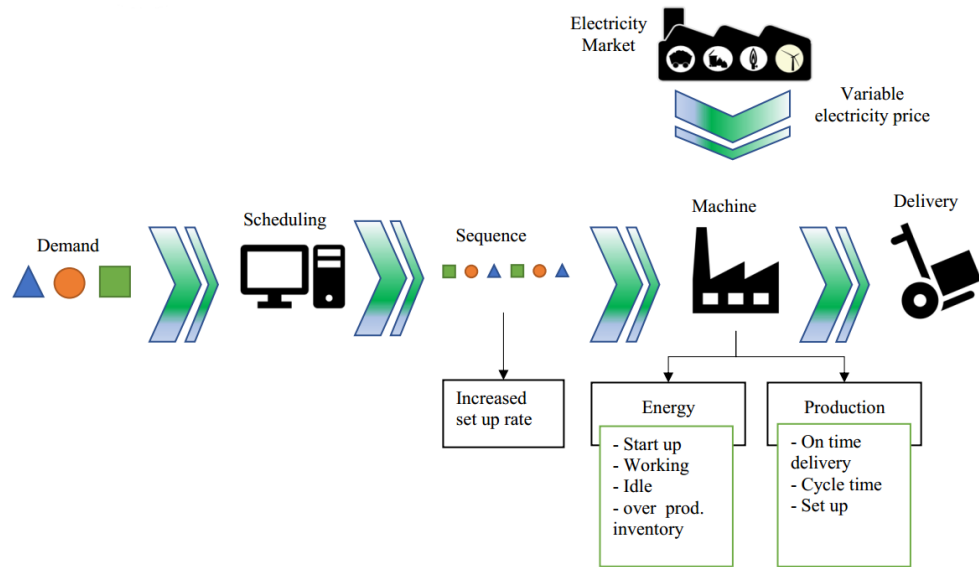 Electricity
Market
Variable
electricity price
Demand
Scheduling
Sequence
Machine
Delivery
Increased
set up rate
Energy
- Start up
- Working
- Idle
- over prod.
inventory
Production
- On time
delivery
- Cycle time
- Set up